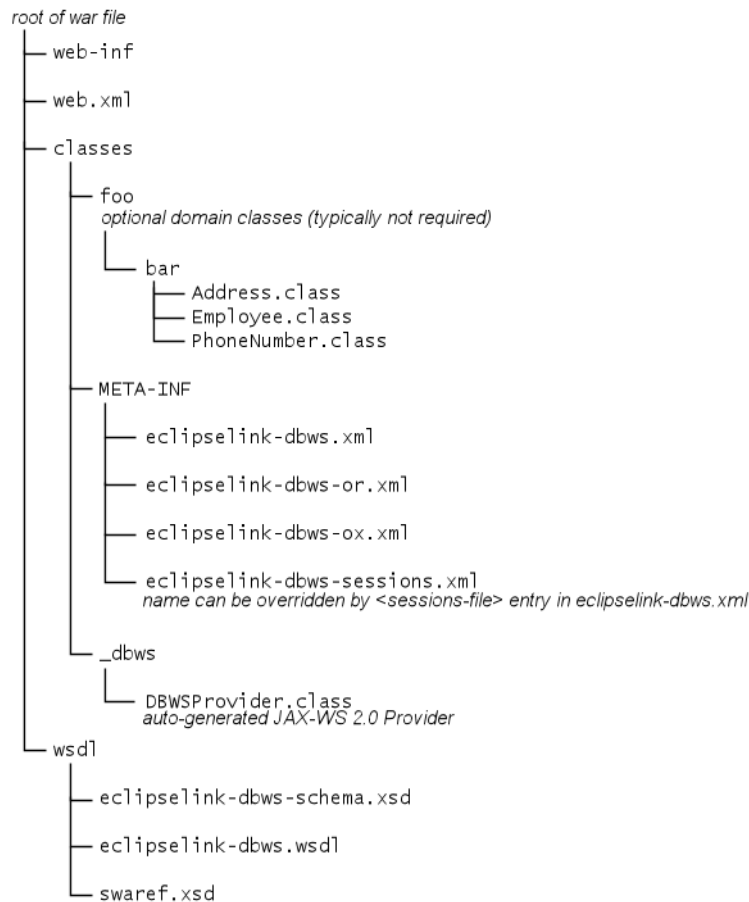 root of war file
web-inf
web.xml
classes
foo
optional domain classes (typically not required)
bar
Address.class
Employee.class
PhoneNumber.class
META-INF
eclipselink-dbws.xml
eclipselink-dbws-or.xml
eclipselink-dbws-ox.xml
eclipselink-dbws-sessions.xml
name can be overridden by <sessions-file> entry in eclipselink-dbws.xml
_dbws
DBWSProvider.class
auto-generated JAX-WS 2.0 Provider
wsdl
eclipselink-dbws-schema.xsd
eclipselink-dbws.wsdl
swaref.xsd